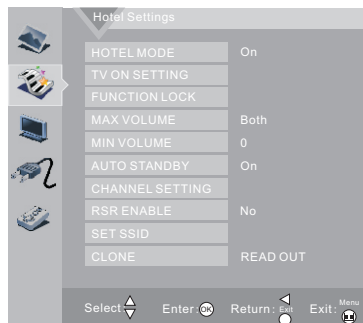 Hotel Settings
HOTEL MODE On
TV ON SETTING
FUNCTION LOCK
MAX VOLUME Both
MIN VOLUME 0
AUTO STANDBY On
CHANNEL SETTING
RSR ENABLE No
SET SSID
CLONE READ OUT
Select Enter: OK Return: Exit Exit: Menu